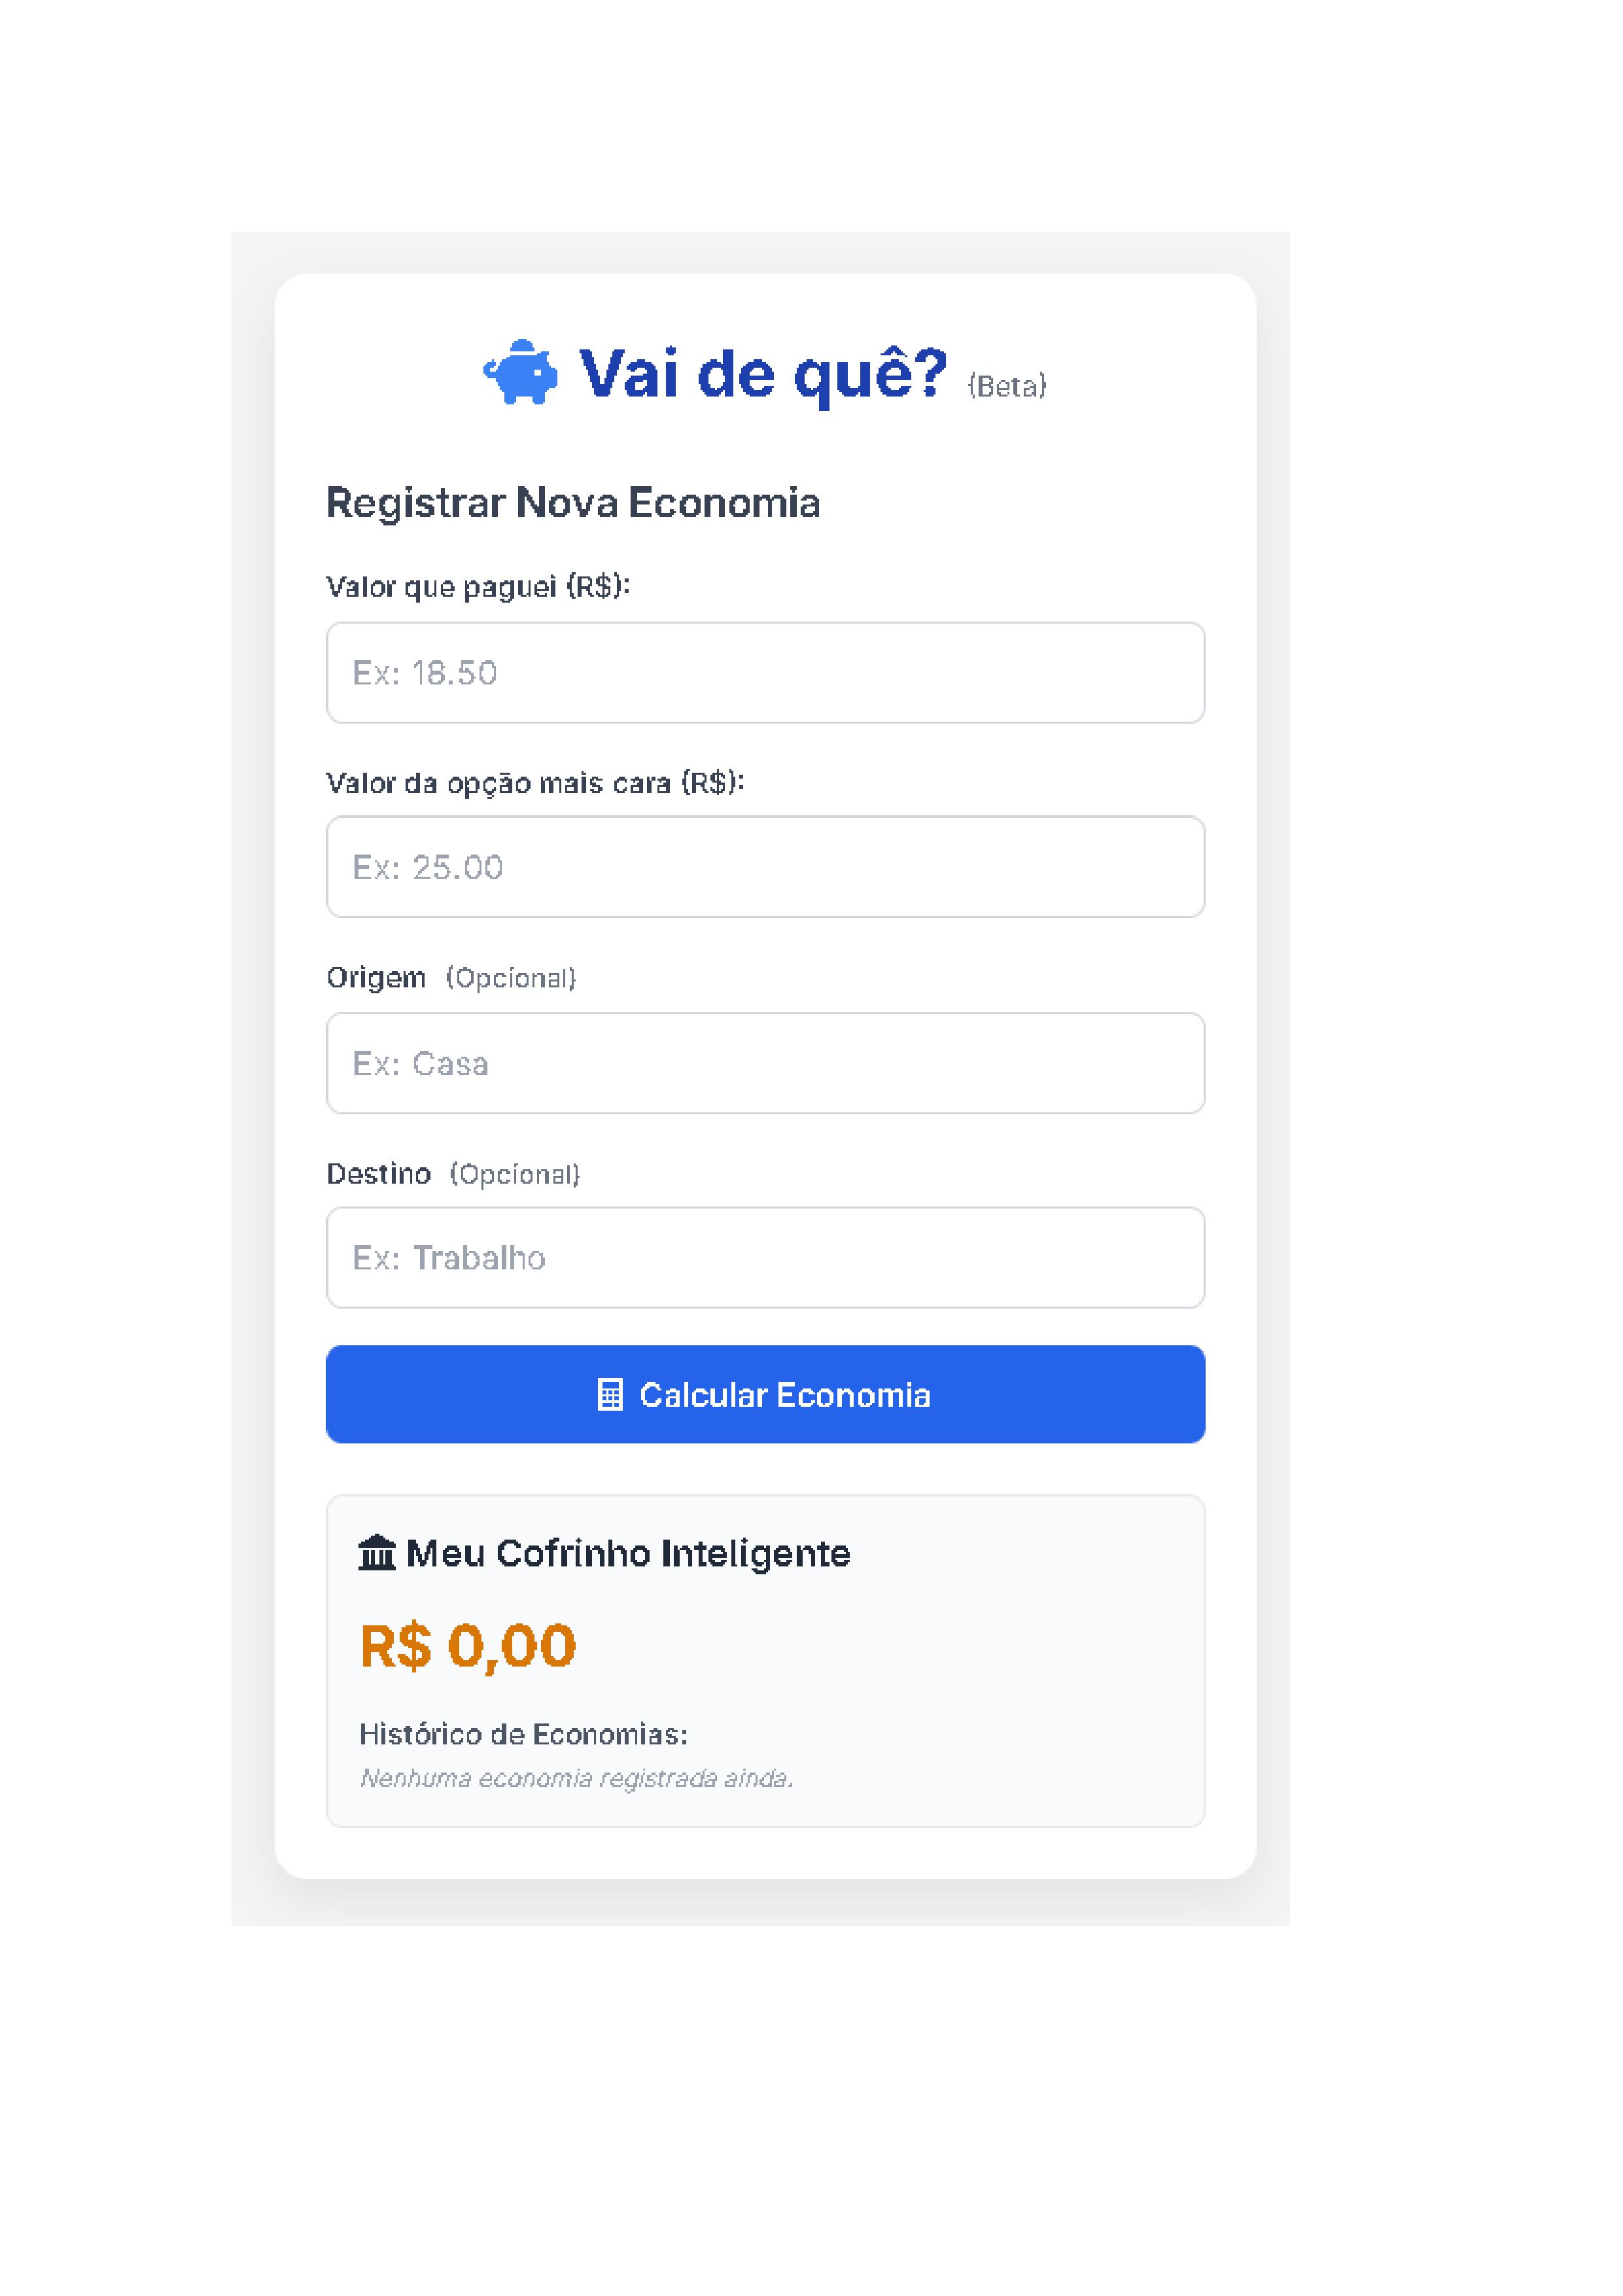 Vai de quê? (Beta)
Registrar Nova Economia
Valor que paguei (R$):
Ex: 18.50
Valor da opção mais cara (R$):
Ex: 25.00
Origem (Opcional)
Ex: Casa
Destino (Opcional)
Ex: Trabalho
Calcular Economia
Meu Cofrinho Inteligente
R$ 0,00
Histórico de Economias:
Nenhuma economia registrada ainda.